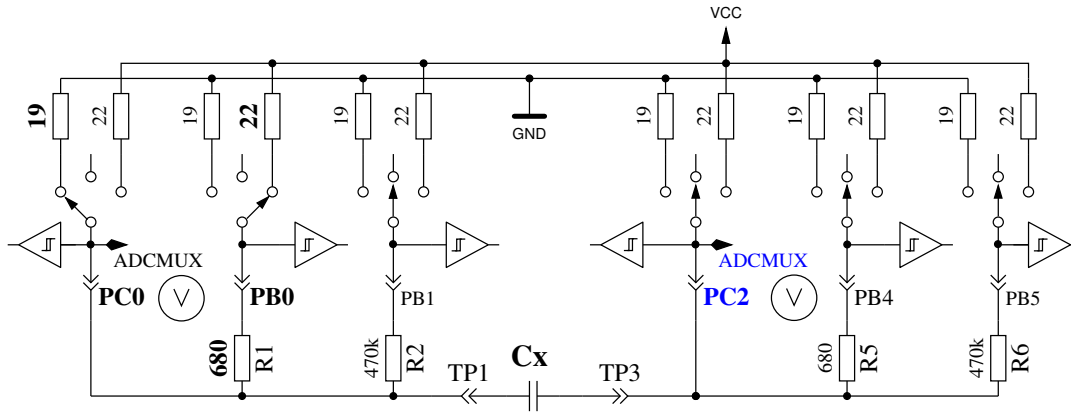 VCC
GND
19
22
19
22
19
22
19
22
19
22
19
22
ADCMUX
V
PC0
PB0
PB1
ADCMUX
V
PC2
PB4
PB5
680
R1
470k
R2
TP1
Cx
TP3
680
R5
470k
R6